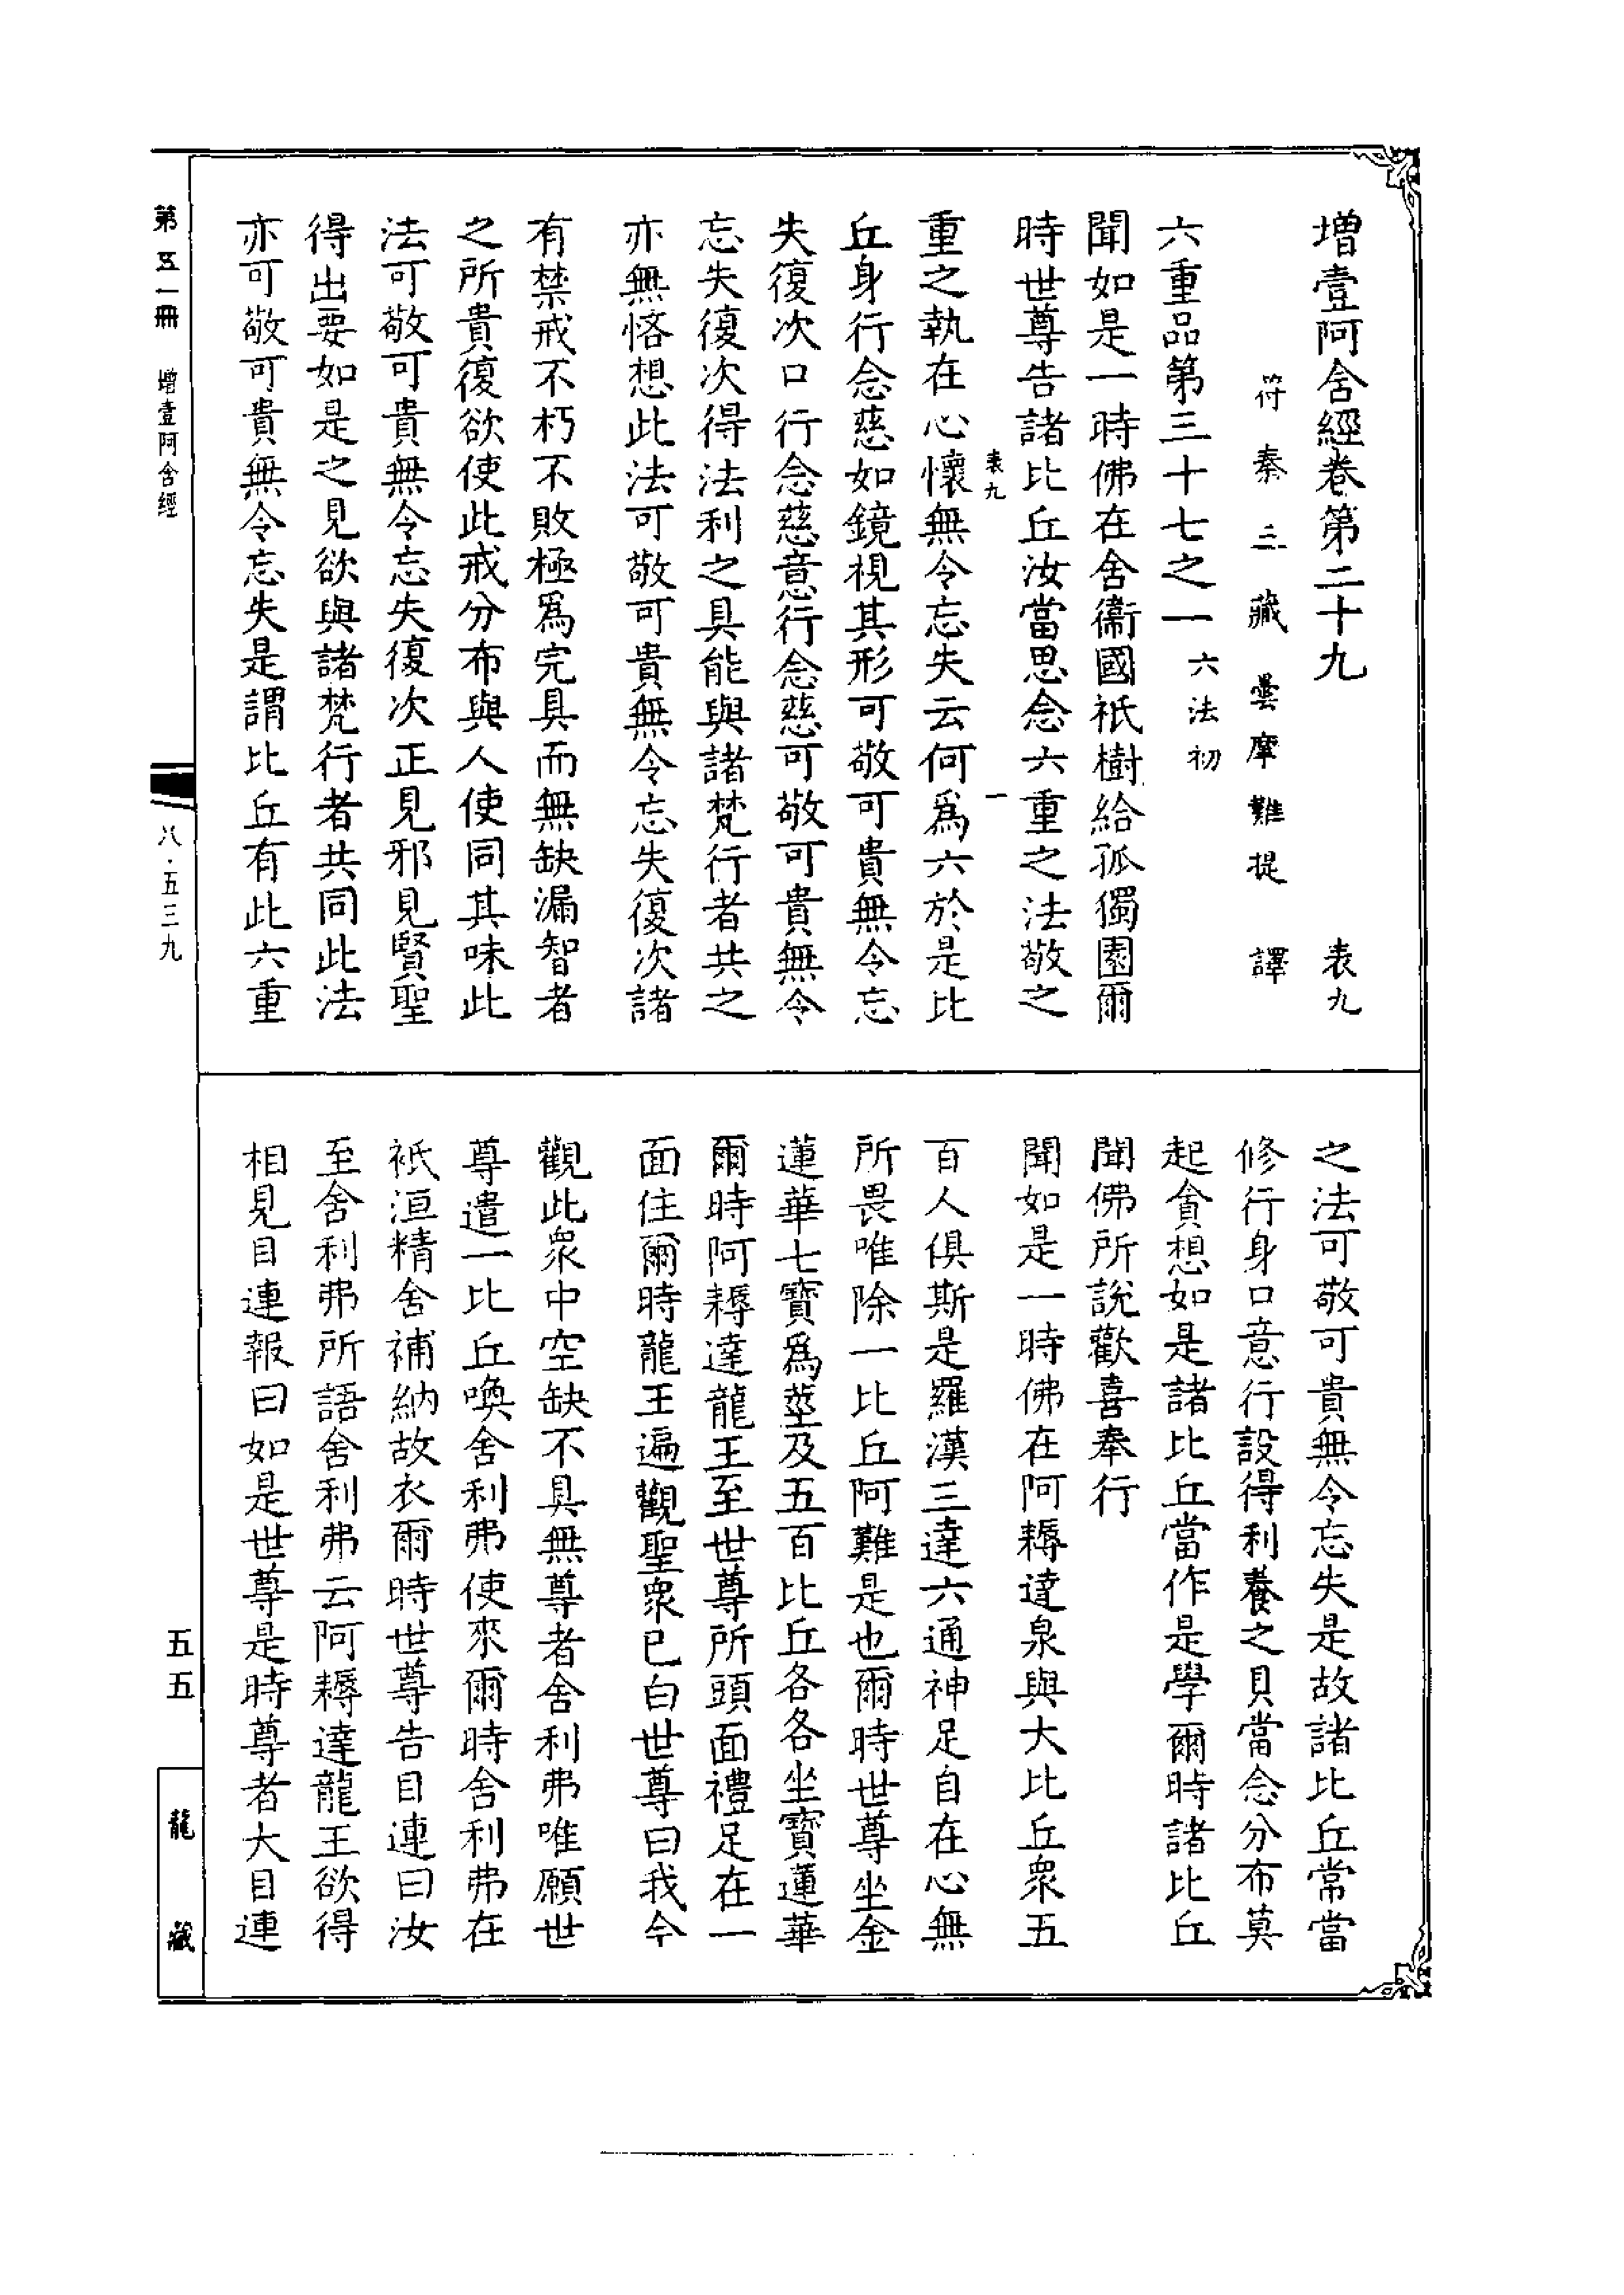 增壹阿含經卷第二十九 表九
符秦三藏曇摩難提 譯
六重品第三十七之一 六法初
聞如是一時佛在舍衞國祇樹給孤獨園爾
時世尊告諸比丘汝當思念六重之法敬之
表九 一
重之執在心懷無令忘失云何爲六於是比
丘身行念慈如鏡視其形可敬可貴無令忘
失復次口行念慈意行念慈可敬可貴無令
忘失復次得法利之具能與諸梵行者共之
亦無悋想此法可敬可貴無令忘失復次諸
有禁戒不朽不敗極爲完具而無缺漏智者
之所貴復欲使此戒分布與人使同其味此
法可敬可貴無令忘失復次正見邪見賢聖
得出要如是之見欲與諸梵行者共同此法
亦可敬可貴無令忘失是謂比丘有此六重
之法可敬可貴無令忘失是故諸比丘常當
修行身口意行設得利養之具當念分布莫
起貪想如是諸比丘當作是學爾時諸比丘
聞佛所說歡喜奉行
聞如是一時佛在阿耨達泉與大比丘衆五
百人俱斯是羅漢三達六通神足自在心無
所畏唯除一比丘阿難是也爾時世尊坐金
蓮華七寶爲莖及五百比丘各各坐寶蓮華
爾時阿耨達龍王至世尊所頭面禮足在一
面住爾時龍王遍觀聖衆已白世尊曰我今
觀此衆中空缺不具無尊者舍利弗唯願世
尊遣一比丘喚舍利弗使來爾時舍利弗在
祇洹精舍補納故衣爾時世尊告目連曰汝
至舍利弗所語舍利弗云阿耨達龍王欲得
相見目連報曰如是世尊是時尊者大目連
第五一冊 增壹阿含經
八·五三九
五五
龍藏